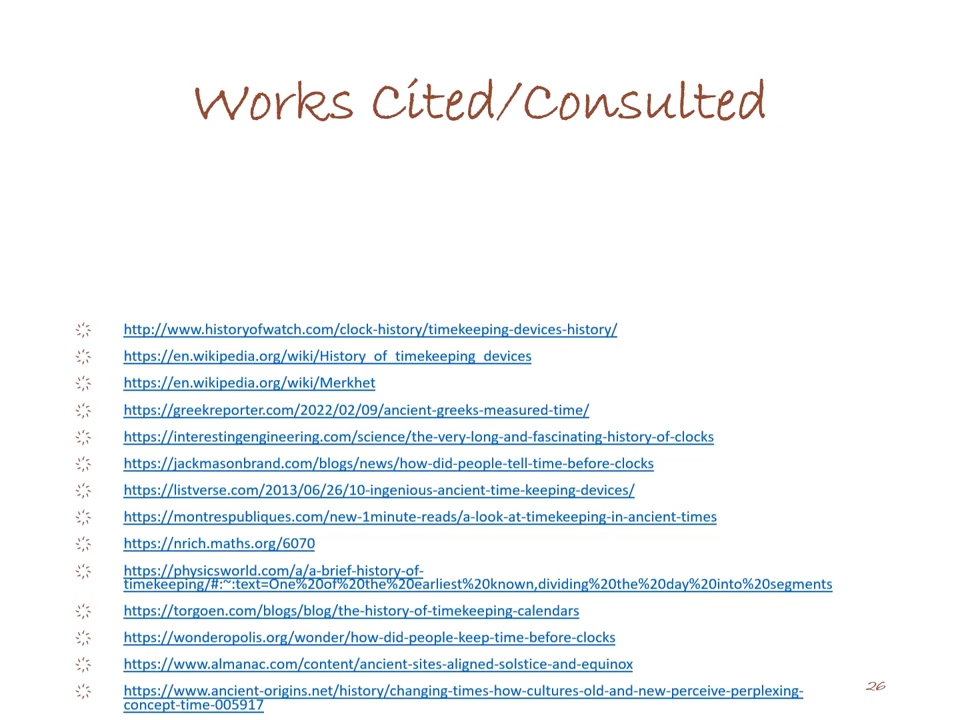 Works Cited/Consulted
http://www.historyofwatch.com/clock-history/timekeeping-devices-history/
https://en.wikipedia.org/wiki/History_of_timekeeping_devices
https://en.wikipedia.org/wiki/Merkhet
https://greekreporter.com/2022/02/09/ancient-greeks-measured-time/
https://interestingengineering.com/science/the-very-long-and-fascinating-history-of-clocks
https://jackmasonbrand.com/blogs/news/how-did-people-tell-time-before-clocks
https://listverse.com/2013/06/26/10-ingenious-ancient-time-keeping-devices/
https://montrespubliques.com/new-1minute-reads/a-look-at-timekeeping-in-ancient-times
https://nrich.maths.org/6070
https://physicsworld.com/a/a-brief-history-of-
timekeeping/#:~:text=One%20of%20the%20earliest%20known,dividing%20the%20day%20into%20segments
https://torgoen.com/blogs/blog/the-history-of-timekeeping-calendars
https://wonderopolis.org/wonder/how-did-people-keep-time-before-clocks
https://www.almanac.com/content/ancient-sites-aligned-solstice-and-equinox
https://www.ancient-origins.net/history/changing-times-how-cultures-old-and-new-perceive-perplexing-
concept-time-005917
26